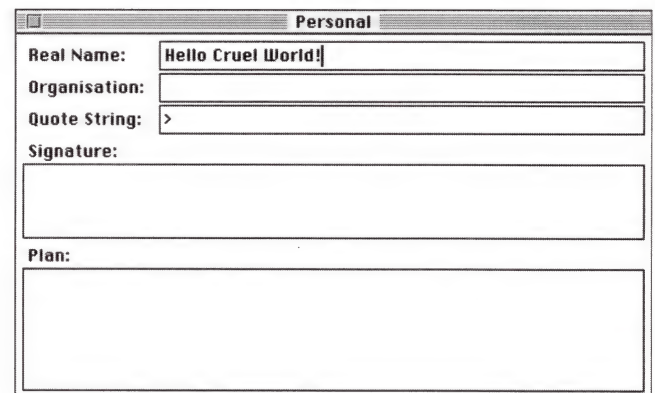 Personal
Real Name: Hello Cruel World!
Organisation:
Quote String: >
Signature:
Plan: